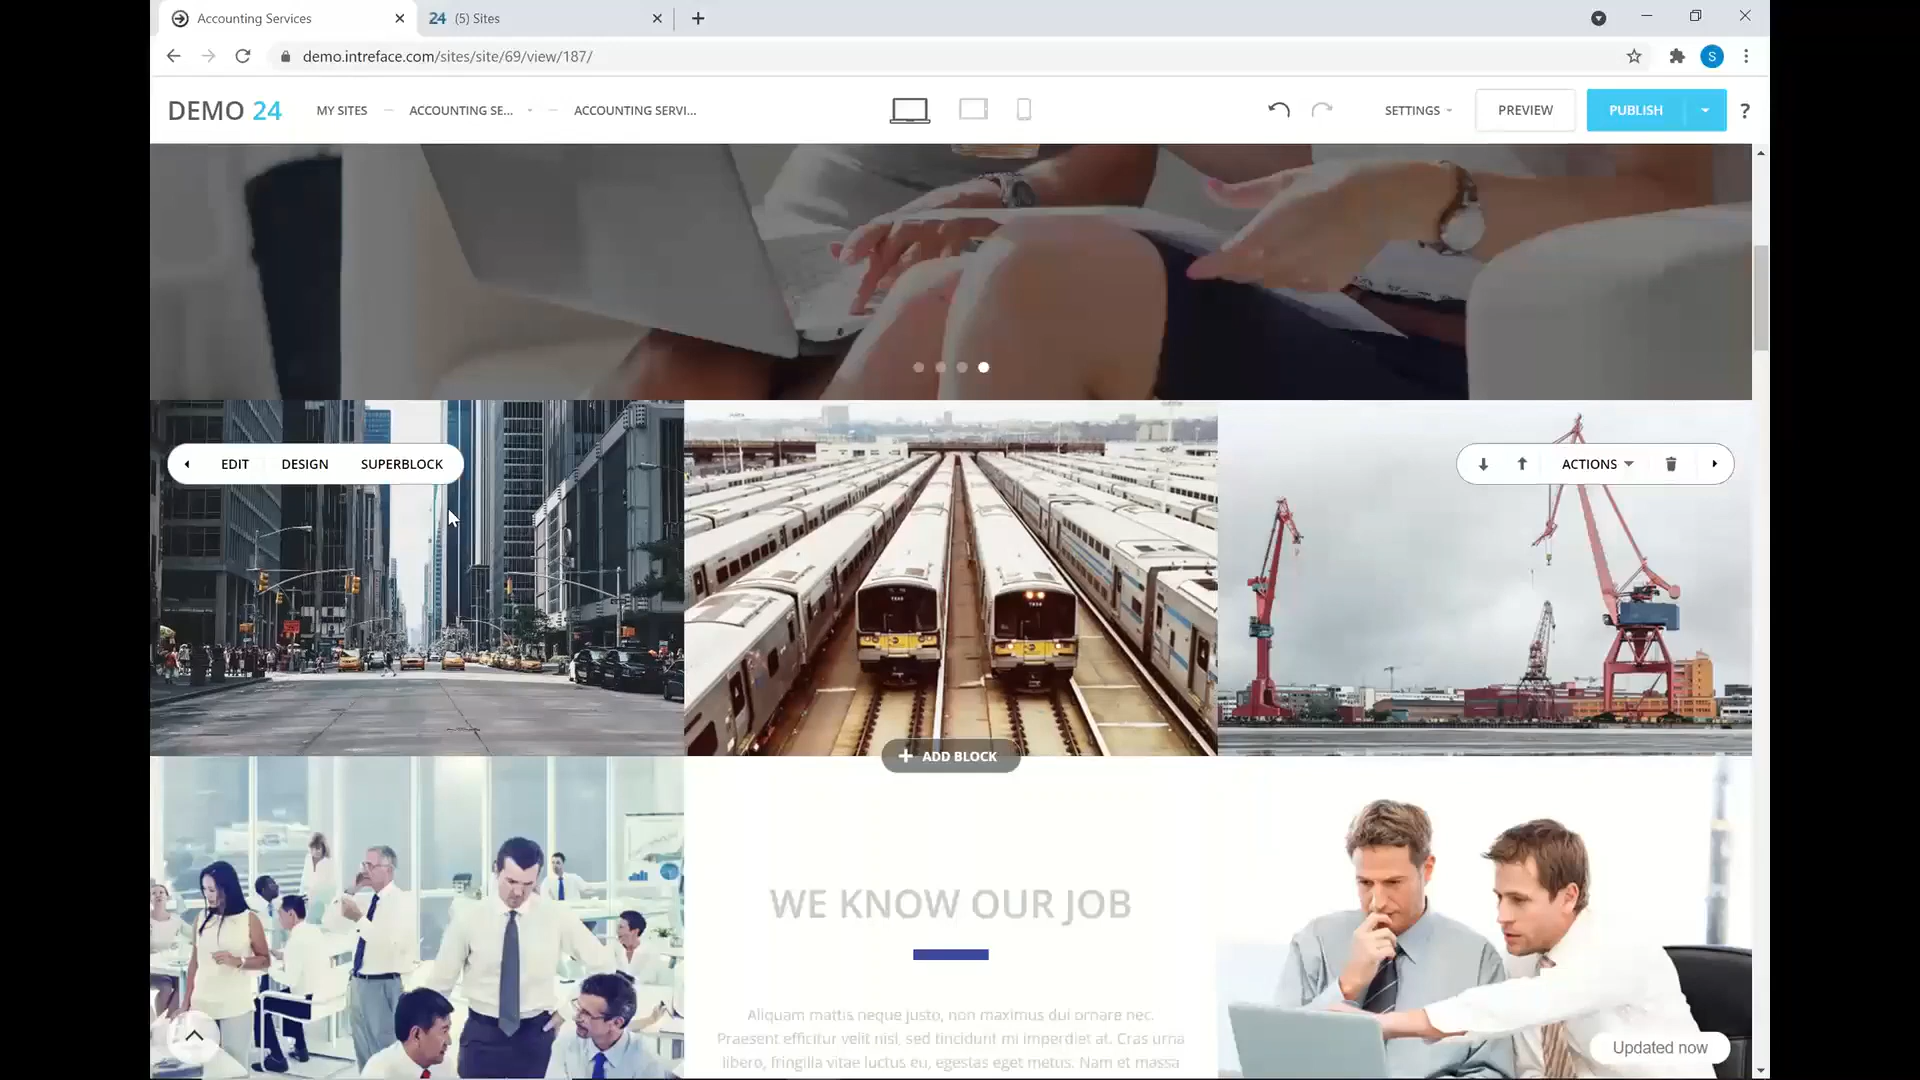 Accounting Services
24 (5) Sites
demo.intreface.com/sites/site/69/view/187/
S
DEMO 24
MY SITES
ACCOUNTING SE...
ACCOUNTING SERVI...
SETTINGS
PREVIEW
PUBLISH
?
EDIT
DESIGN
SUPERBLOCK
ACTIONS
ADD BLOCK
WE KNOW OUR JOB
Aliquam mattis neque justo, non maximus dui ornare nec.
Praesent efficitur velit nisl, sed tincidunt mi imperdiet at. Cras urna
libero, fringilla vitae luctus eu, egestas eget metus. Nam et massa
Updated now